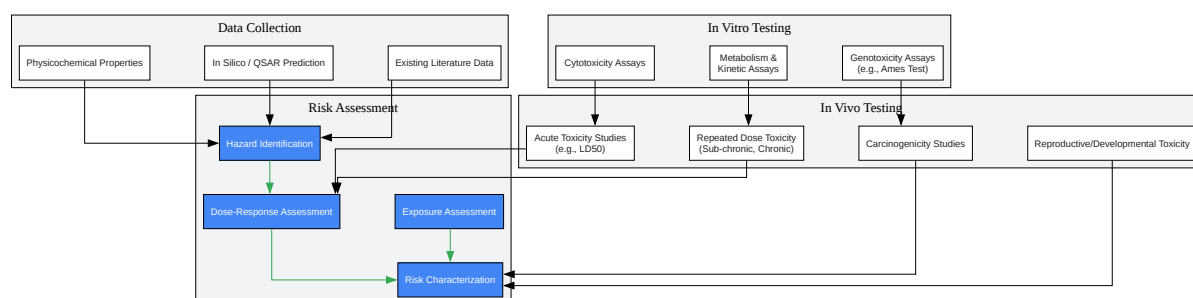 Data Collection
Physicochemical Properties
In Silico / QSAR Prediction
Existing Literature Data
In Vitro Testing
Cytotoxicity Assays
Metabolism &
Kinetic Assays
Genotoxicity Assays
(e.g., Ames Test)
Risk Assessment
Hazard Identification
Dose-Response Assessment
Exposure Assessment
Risk Characterization
In Vivo Testing
Acute Toxicity Studies
(e.g., LD50)
Repeated Dose Toxicity
(Sub-chronic, Chronic)
Carcinogenicity Studies
Reproductive/Developmental Toxicity